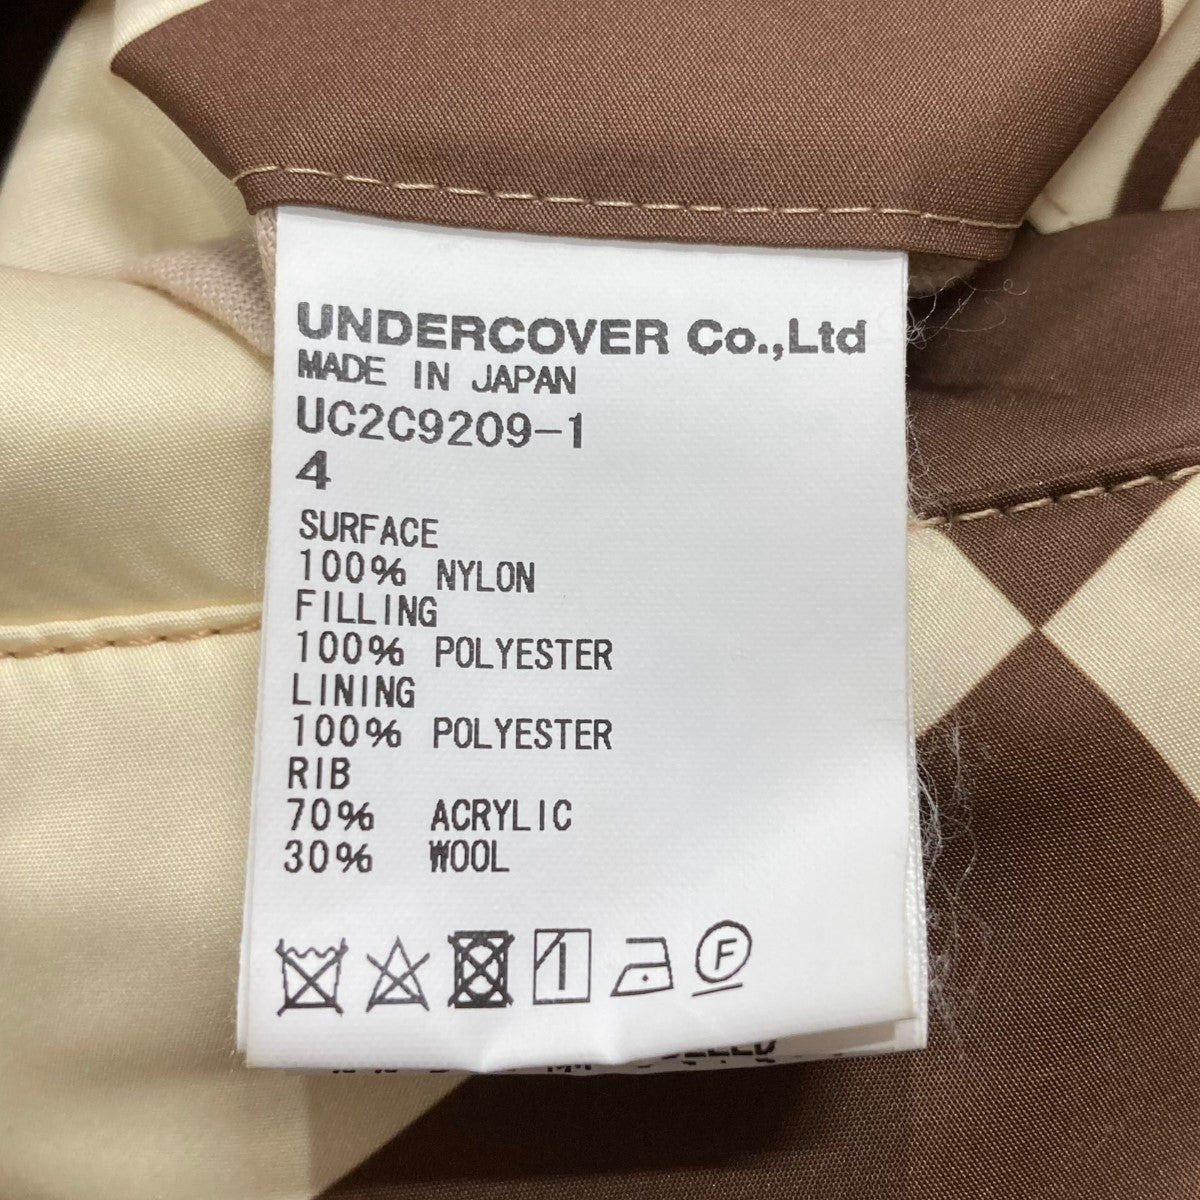 UNDERCOVER Co.,Ltd
MADE IN JAPAN
UC2C9209-1
4
SURFACE
100% NYLON
FILLING
100% POLYESTER
LINING
100% POLYESTER
RIB
70% ACRYLIC
30% WOOL
F